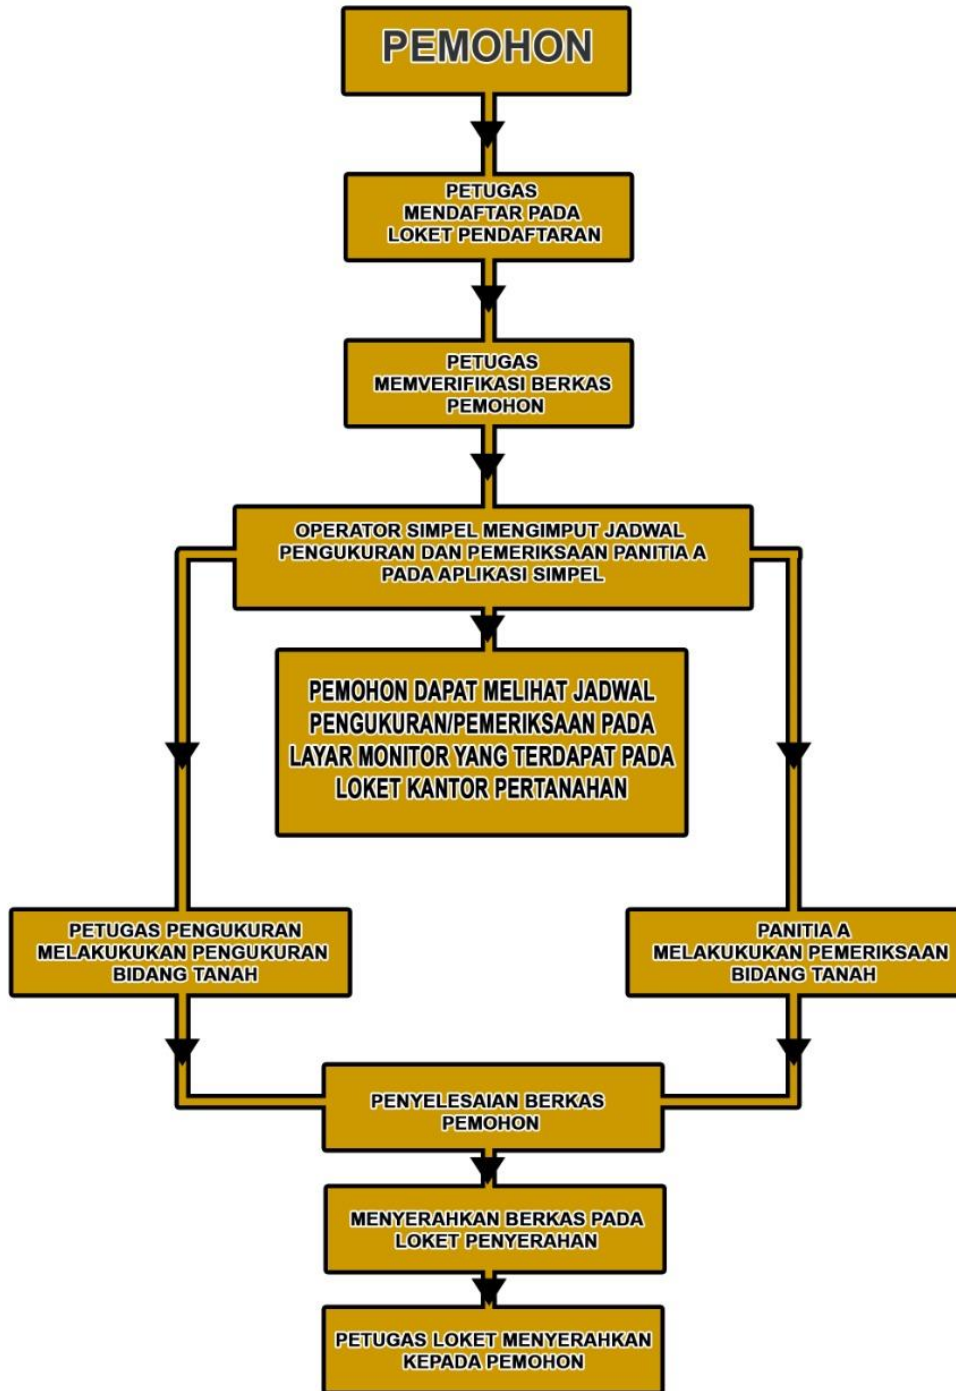 PEMOHON
PETUGAS
MENDAFTAR PADA
LOKET PENDAFTARAN
PETUGAS
MEMVERIFIKASI BERKAS
PEMOHON
OPERATOR SIMPEL MENGIMPUT JADWAL
PENGUKURAN DAN PEMERIKSAAN PANITIA A
PADA APLIKASI SIMPEL
PEMOHON DAPAT MELIHAT JADWAL
PENGUKURAN/PEMERIKSAAN PADA
LAYAR MONITOR YANG TERDAPAT PADA
LOKET KANTOR PERTANAHAN
PETUGAS PENGUKURAN
MELAKUKUKAN PENGUKURAN
BIDANG TANAH
PANITIA A
MELAKUKUKAN PEMERIKSAAN
BIDANG TANAH
PENYELESAIAN BERKAS
PEMOHON
MENYERAHKAN BERKAS PADA
LOKET PENYERAHAN
PETUGAS LOKET MENYERAHKAN
KEPADA PEMOHON